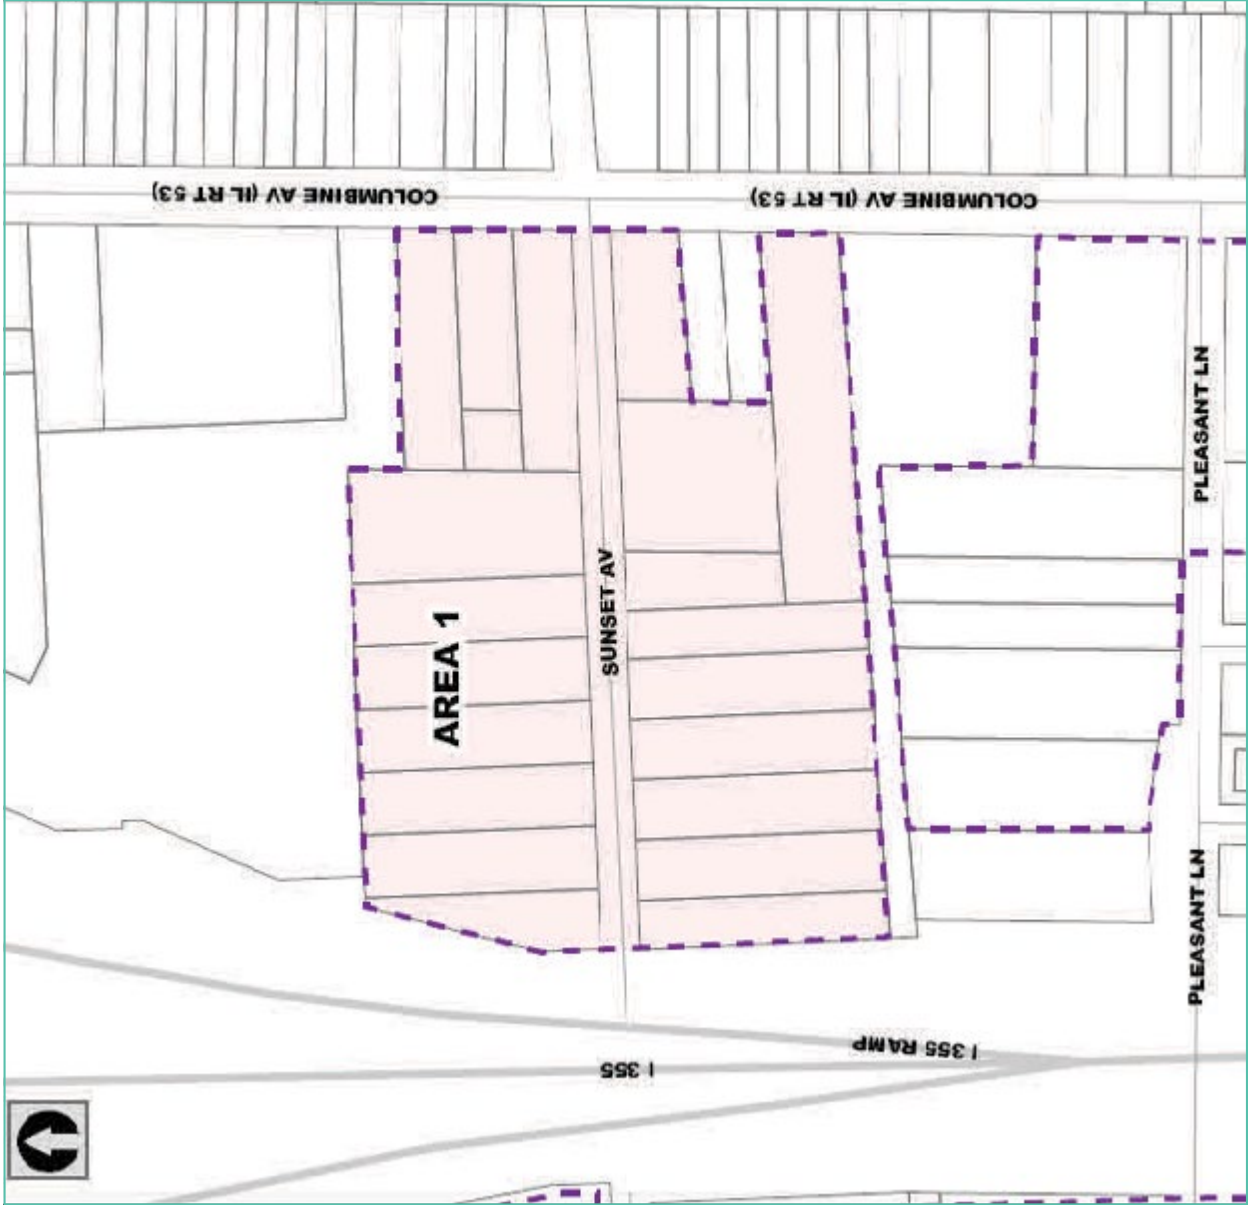 COLUMBINE AV (IL RT 53)
COLUMBINE AV (IL RT 53)
PLEASANT LN
SUNSET AV
AREA 1
PLEASANT LN
I 355 RAMP
I 355